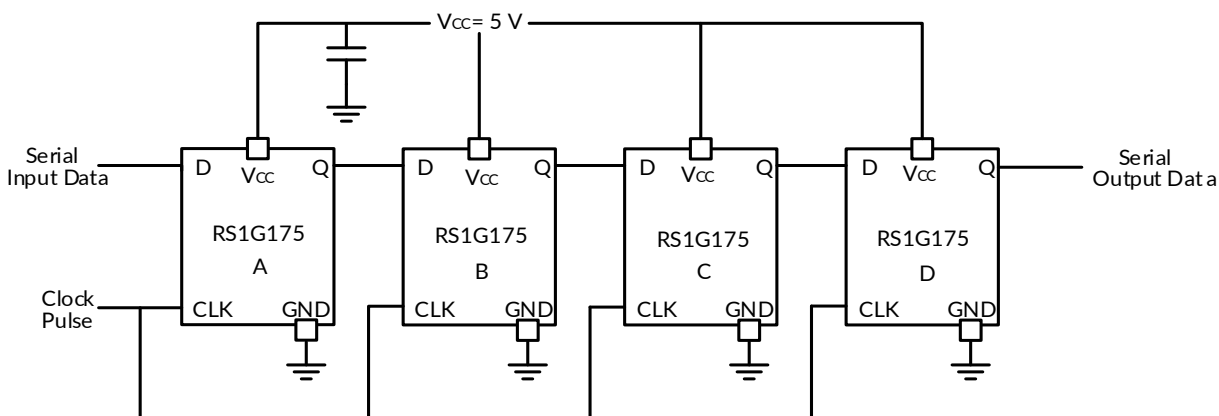 VCC= 5 V
Serial
Input Data
D
VCC
Q
RS1G175
A
CLK
GND
D
VCC
Q
RS1G175
B
CLK
GND
D
VCC
Q
RS1G175
C
CLK
GND
D
VCC
Q
RS1G175
D
CLK
GND
Serial
Output Data
Clock
Pulse